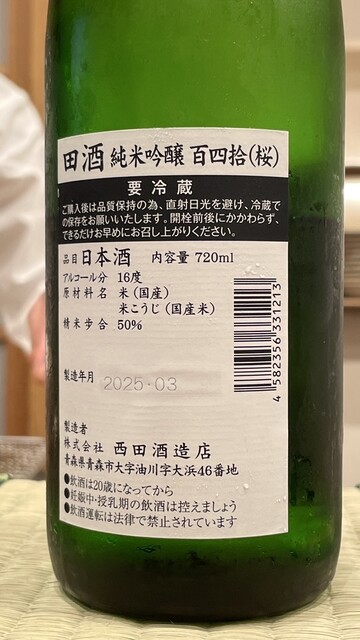 田酒 純米吟醸 百四拾(桜)
要冷蔵
ご購入後は品質保持の為、直射日光を避け、冷蔵で
の保存をお願いいたします。開栓前後にかかわらず、
できるだけお早めにお召し上がりください。
品目 日本酒 内容量 720ml
アルコール分 16度
原材料名 米(国産)
米こうじ(国産米)
精米歩合 50%
4 582356 331213
製造年月 2025.03
製造者
株式会社 西田酒造店
青森県青森市大字油川字大浜46番地
●飲酒は20歳になってから
●妊娠中・授乳期の飲酒は控えましょう
●飲酒運転は法律で禁止されています